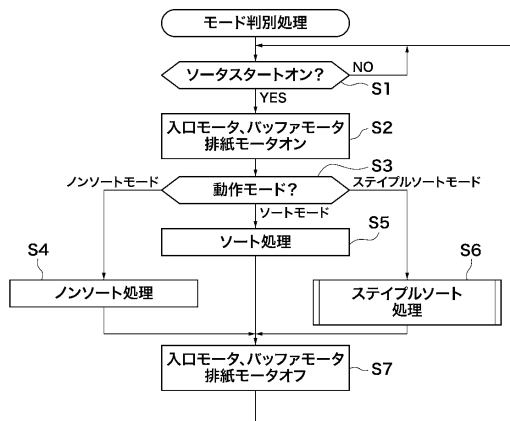 モード判別処理
ソータスタートオン?
NO
S1
YES
入口モータ、バッファモータ
排紙モータオン
S2
S3
ノンソートモード
動作モード?
ステイプルソートモード
ソートモード
S5
ソート処理
S4
ノンソート処理
S6
ステイプルソート
処理
入口モータ、バッファモータ
排紙モータオフ
S7